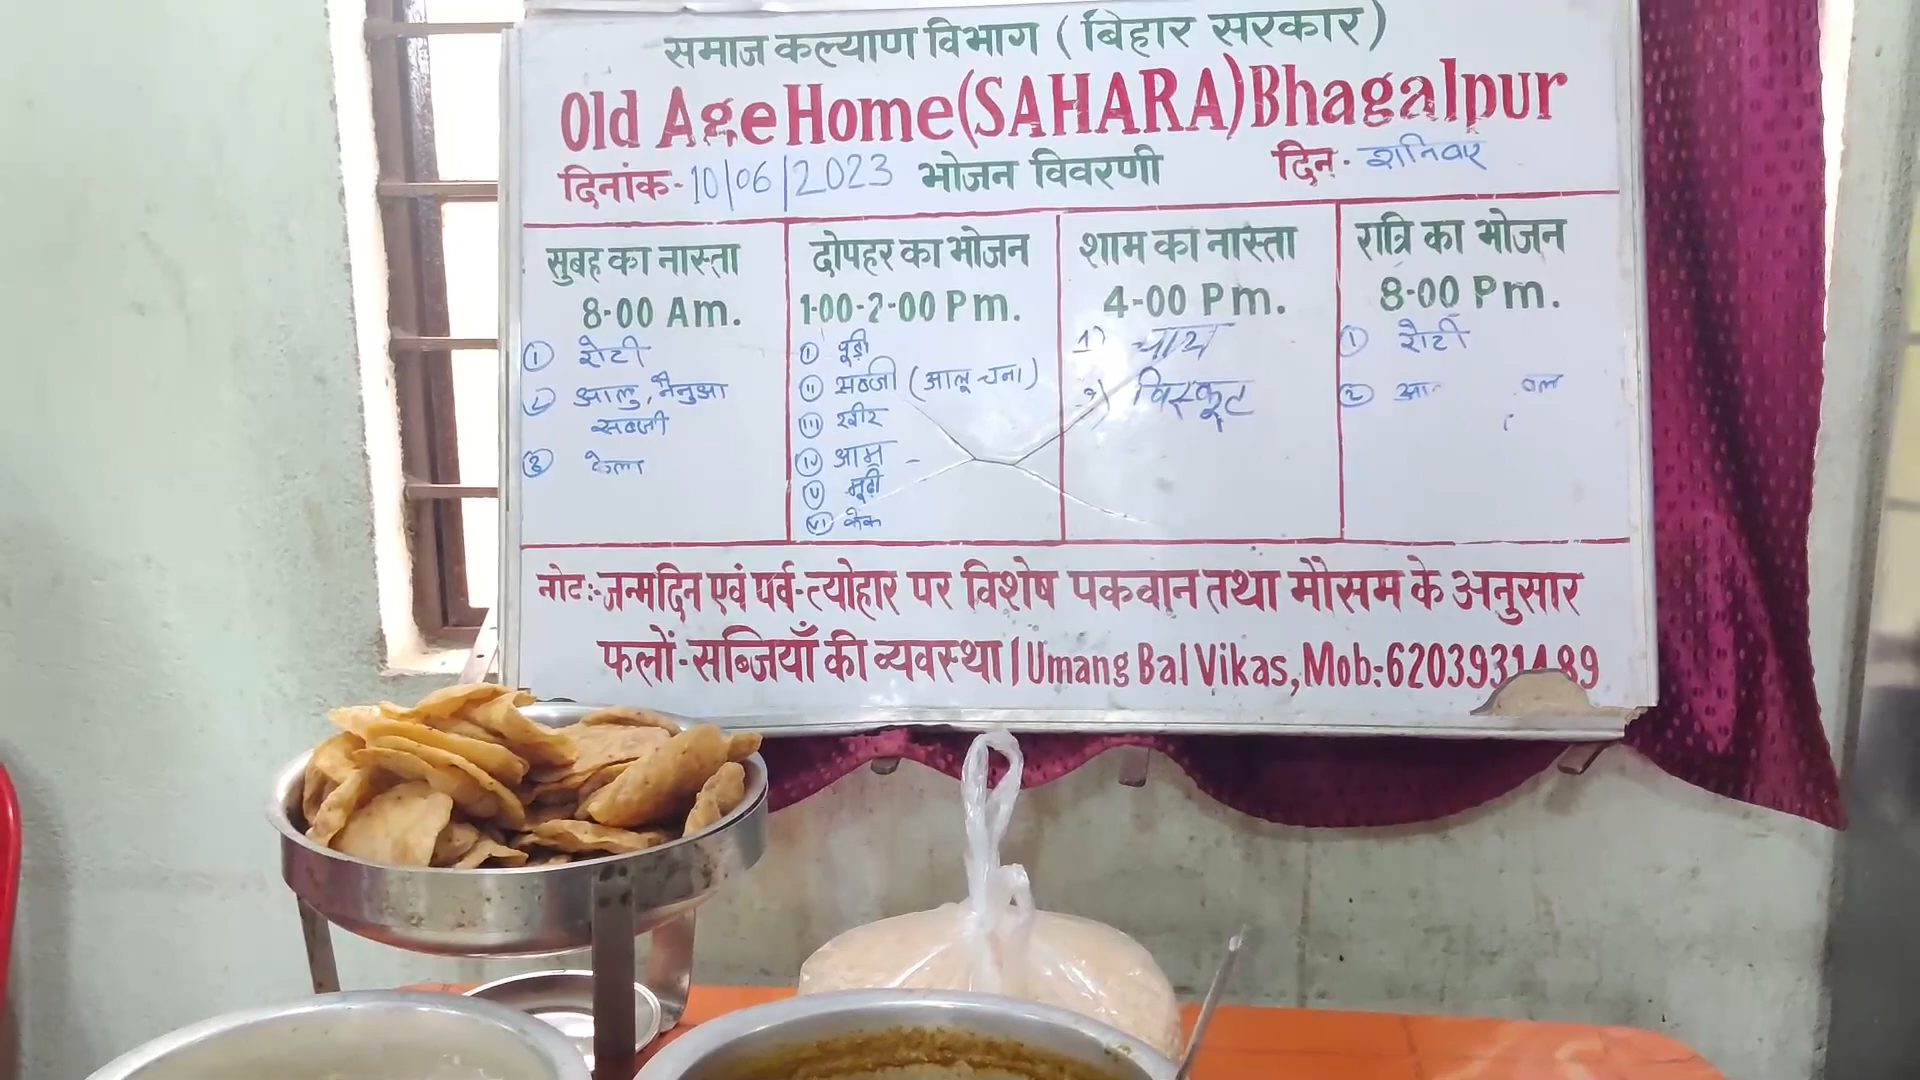 समाज कल्याण विभाग ( बिहार सरकार )
Old Age Home (SAHARA) Bhagalpur
दिनांक- 10/06/2023 भोजन विवरणी दिन- शनिवार
सुबह का नास्ता
8-00 Am.
① रोटी
② आलु, नेनुआ
सब्जी
③ केला
दोपहर का भोजन
1-00-2-00 Pm.
Ⓘ पूड़ी
ⓘⓘ सब्जी (आलू चना)
ⓘⓘⓘ खीर
ⓘⓥ आम
Ⓥ मूढ़ी
ⓥⓘ केक
शाम का नास्ता
4-00 Pm.
1) चाय
2) विस्कूट
रात्रि का भोजन
8-00 Pm.
① रोटी
②
नोट:-जन्मदिन एवं पर्व-त्योहार पर विशेष पकवान तथा मौसम के अनुसार
फलों-सब्जियाँ की व्यवस्था | Umang Bal Vikas, Mob:-6203931489